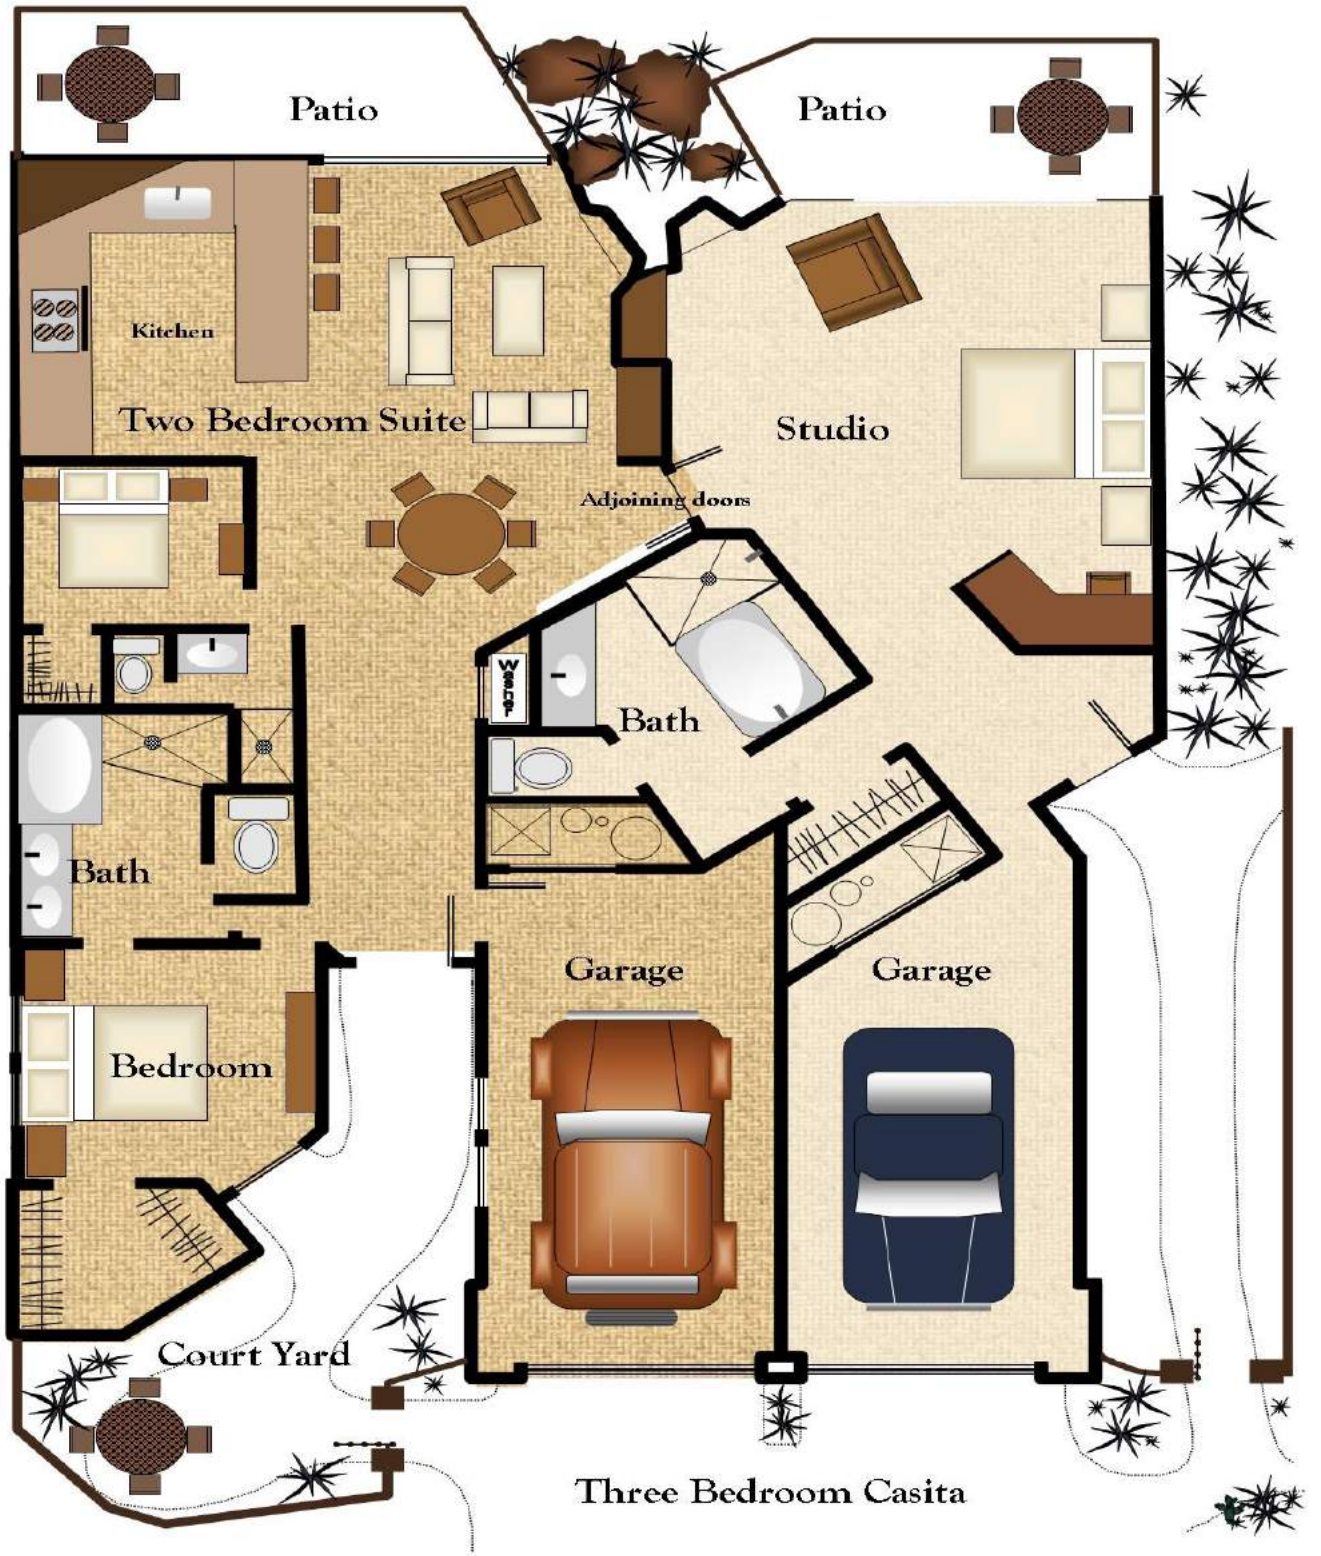 Patio
Patio
Kitchen
Two Bedroom Suite
Studio
Adjoining doors
Washer
Bath
Bath
Garage
Garage
Bedroom
Court Yard
Three Bedroom Casita